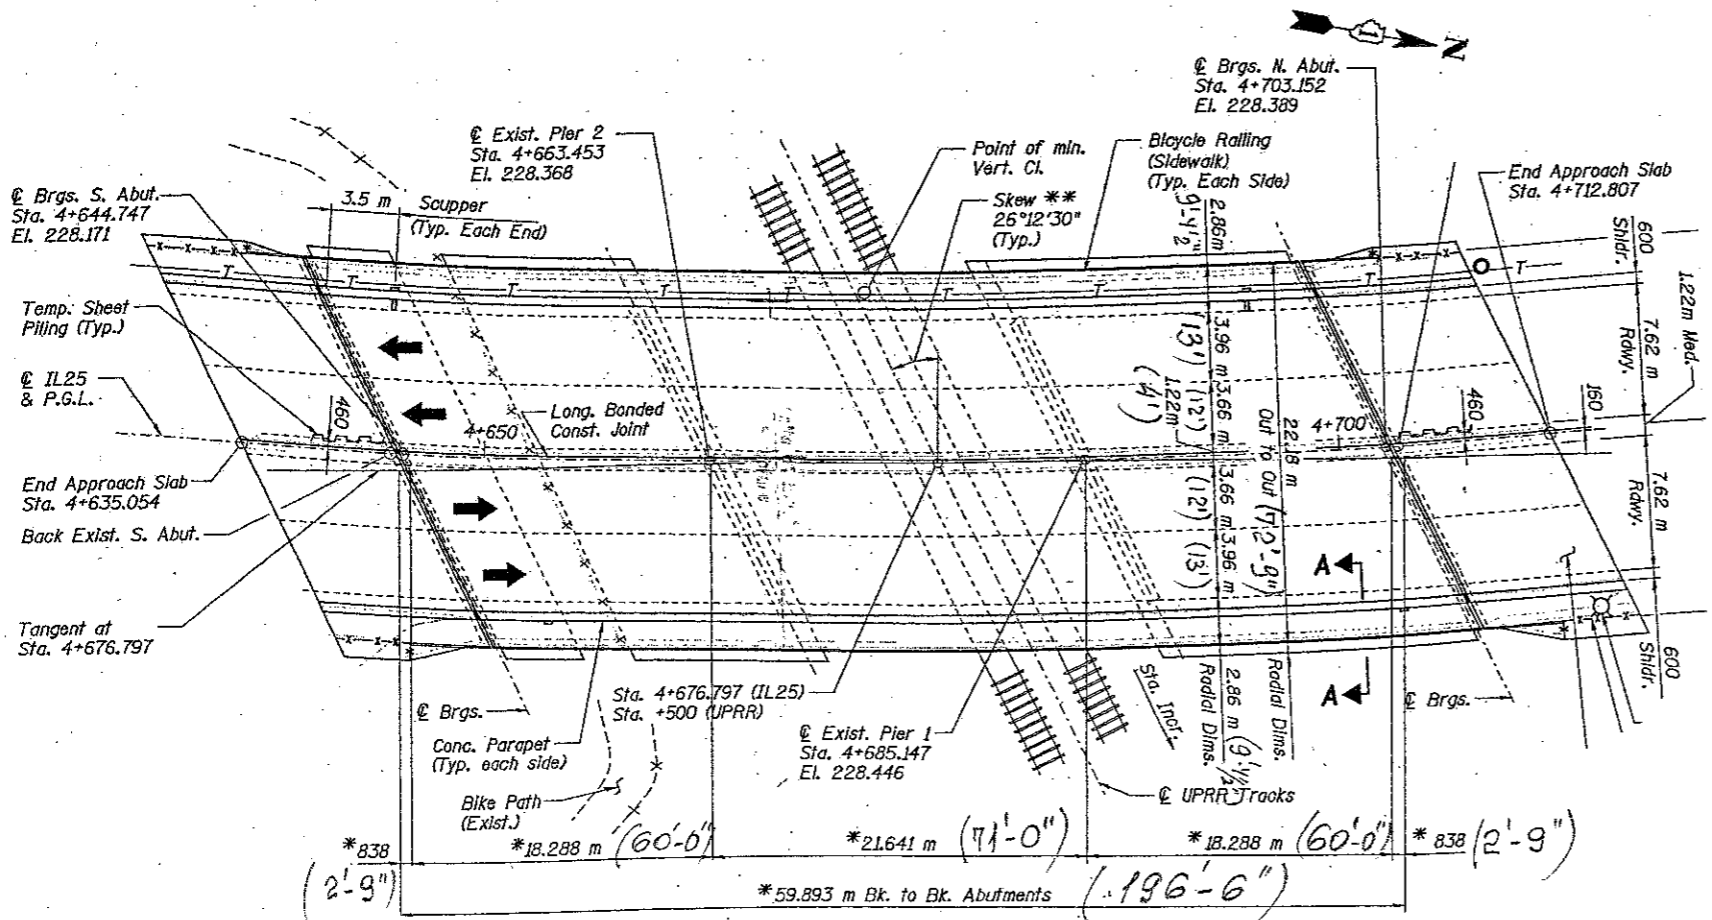 N
₵ Brgs. N. Abut.
Sta. 4+703.152
El. 228.389
₵ Exist. Pier 2
Sta. 4+663.453
El. 228.368
Point of min.
Vert. Cl.
Bicycle Railing
(Sidewalk)
(Typ. Each Side)
End Approach Slab
Sta. 4+712.807
₵ Brgs. S. Abut.
Sta. 4+644.747
El. 228.171
3.5 m
Scupper
(Typ. Each End)
Skew **
26°12'30"
(Typ.)
2.86m
9'-4½"
600
Shldr.
1.22m Med.
T
T
T
T
T
T
T
T
Temp. Sheet
Piling (Typ.)
₵ IL25
& P.G.L.
460
4+650
Long. Bonded
Const. Joint
3.96 m 3.66 m 3.66 m 3.96 m
(13') (12') (12') (13')
1.22m
(4')
22.18 m
Out To Out (72'-9")
4+700
460
160
7.62 m
Rdwy.
7.62 m
Rdwy.
End Approach Slab
Sta. 4+635.054
Back Exist. S. Abut.
Tangent at
Sta. 4+676.797
A
A
600
Shldr.
₵ Brgs.
Sta. 4+676.797 (IL25)
Sta. +500 (UPRR)
Sta. Incr.
2.86 m (9'-4½")
Radial Dims.
Radial Dims.
₵ Brgs.
Conc. Parapet
(Typ. each side)
₵ Exist. Pier 1
Sta. 4+685.147
El. 228.446
Bike Path
(Exist.)
₵ UPRR Tracks
*838
(2'-9")
*18.288 m (60'-0")
*21.641 m (71'-0")
*18.288 m (60'-0")
*838 (2'-9")
*59.893 m Bk. to Bk. Abutments (196'-6")